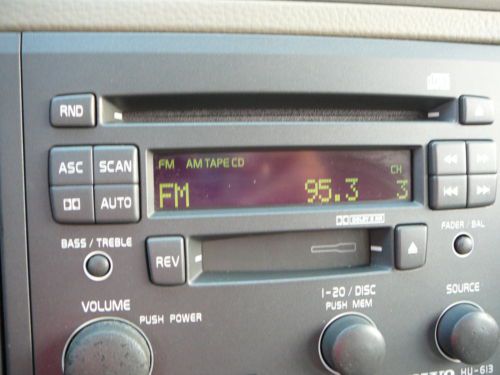 RND
ASC SCAN
AUTO
FM AM TAPE CD
CH
FM 95.3 3
BASS / TREBLE
REV
FADER / BAL
VOLUME
PUSH POWER
1-20 / DISC
PUSH MEM
SOURCE
HU-613